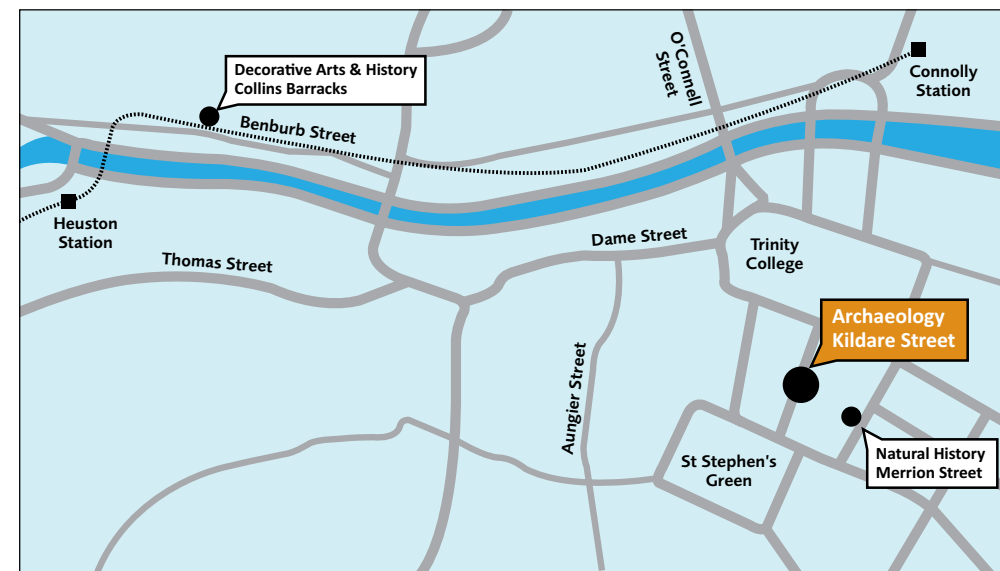 Decorative Arts & History
Collins Barracks
Benburb Street
O'Connell
Street
Connolly
Station
Heuston
Station
Thomas Street
Dame Street
Trinity
College
Archaeology
Kildare Street
Aungier Street
St Stephen's
Green
Natural History
Merrion Street